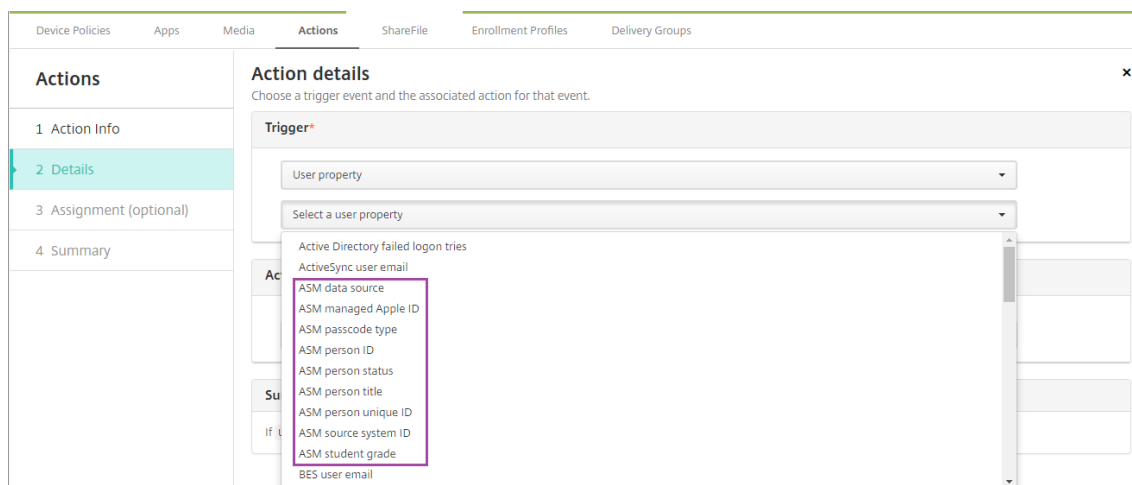 Device Policies Apps Media Actions ShareFile Enrollment Profiles Delivery Groups
Actions
1 Action Info
2 Details
3 Assignment (optional)
4 Summary
Action details
Choose a trigger event and the associated action for that event.
Trigger*
User property
Select a user property
Active Directory failed logon tries
ActiveSync user email
ASM data source
ASM managed Apple ID
ASM passcode type
ASM person ID
ASM person status
ASM person title
ASM person unique ID
ASM source system ID
ASM student grade
BES user email
Ac
Su
If